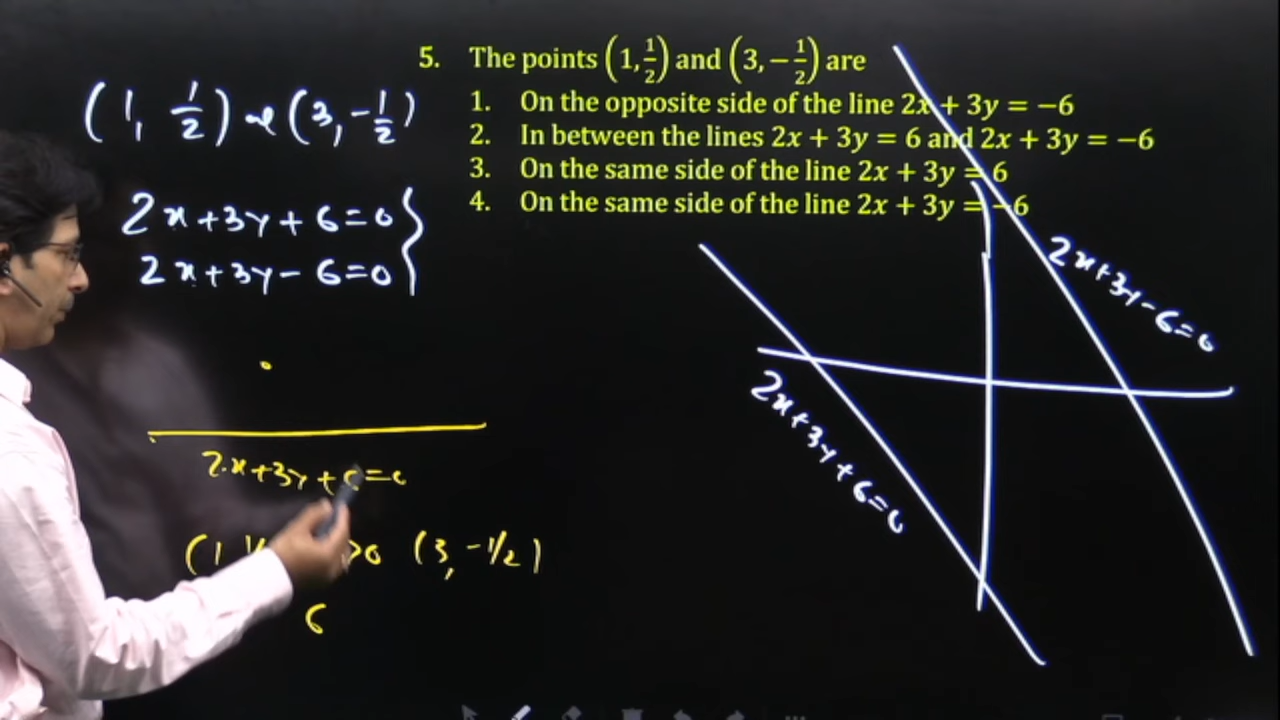 5. The points (1, 1/2) and (3, −1/2) are
1. On the opposite side of the line 2x + 3y = −6
2. In between the lines 2x + 3y = 6 and 2x + 3y = −6
3. On the same side of the line 2x + 3y = 6
4. On the same side of the line 2x + 3y = −6
(1, 1/2) & (3, −1/2)
2x+3y+6=0
2x+3y−6=0
2x+3y+6=0
(1, >0 (3, −1/2)
6
2x+3y−6=0
2x+3y+6=0